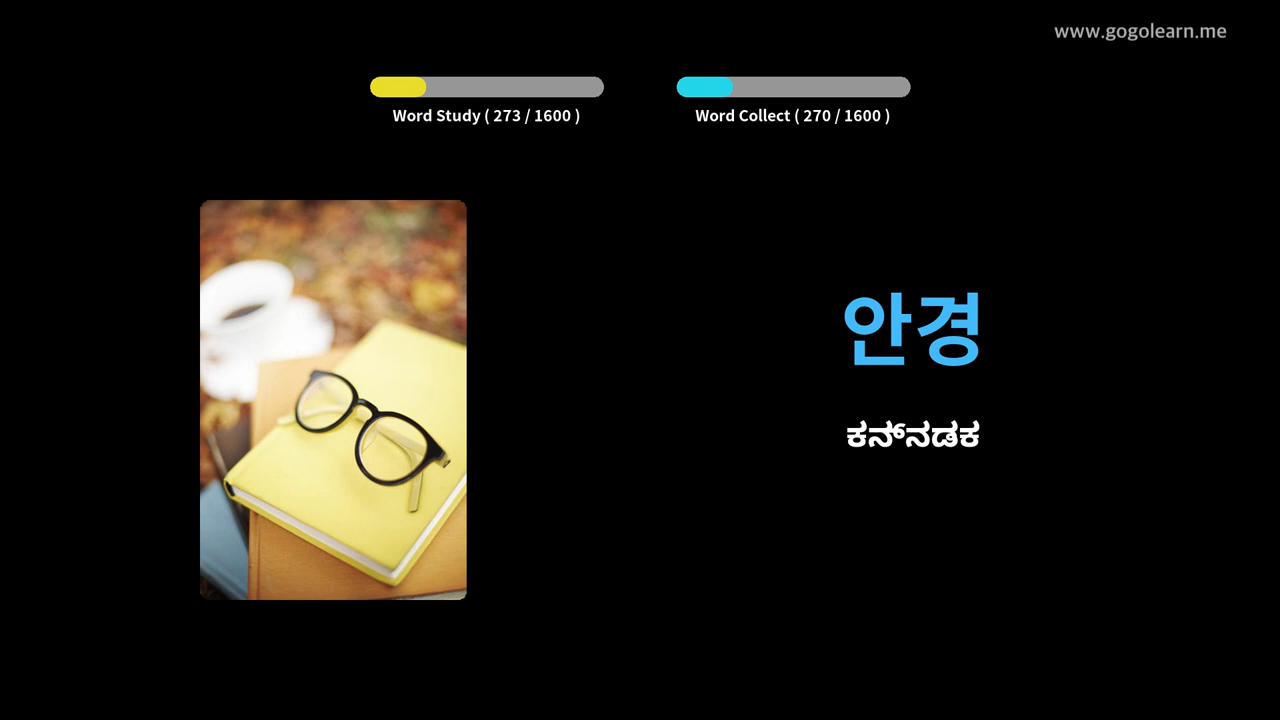 www.gogolearn.me
Word Study ( 273 / 1600 )
Word Collect ( 270 / 1600 )
안경
ಕನ್‌ನಡಕ